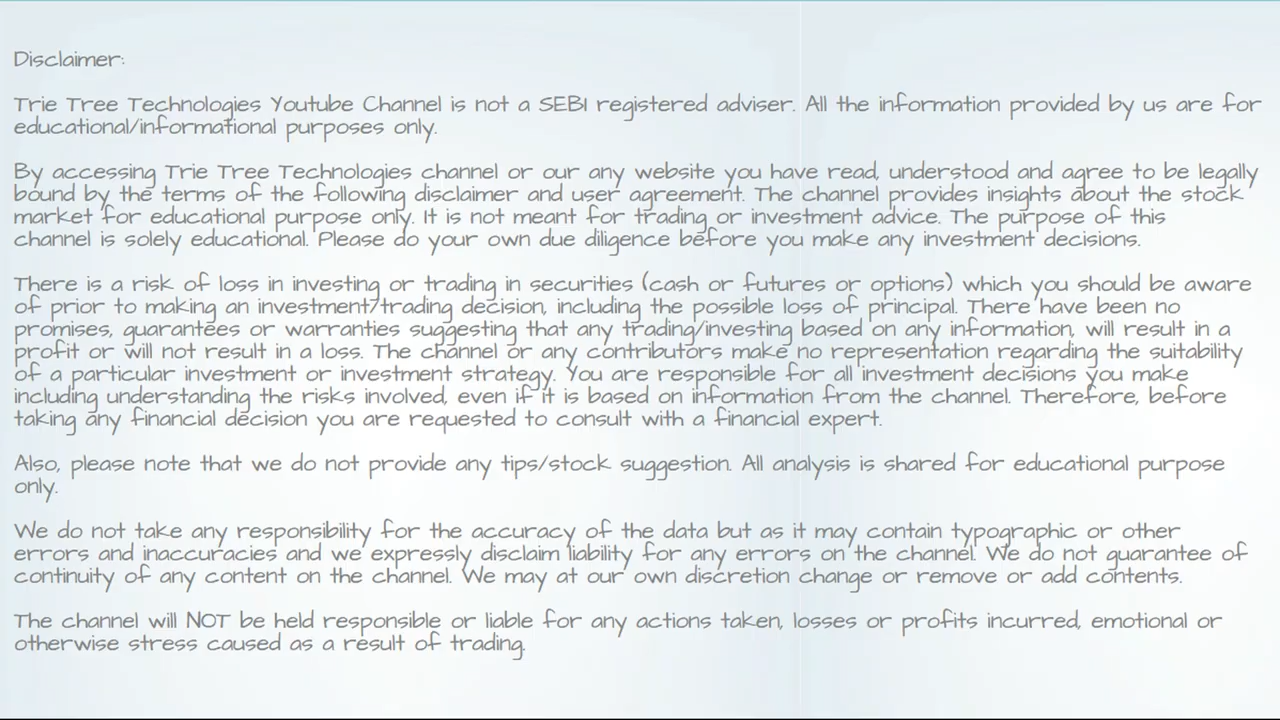 Disclaimer:
Trie Tree Technologies Youtube Channel is not a SEBI registered adviser. All the information provided by us are for
educational/informational purposes only.
By accessing Trie Tree Technologies channel or our any website you have read, understood and agree to be legally
bound by the terms of the following disclaimer and user agreement. The channel provides insights about the stock
market for educational purpose only. It is not meant for trading or investment advice. The purpose of this
channel is solely educational. Please do your own due diligence before you make any investment decisions.
There is a risk of loss in investing or trading in securities (cash or futures or options) which you should be aware
of prior to making an investment/trading decision, including the possible loss of principal. There have been no
promises, guarantees or warranties suggesting that any trading/investing based on any information, will result in a
profit or will not result in a loss. The channel or any contributors make no representation regarding the suitability
of a particular investment or investment strategy. You are responsible for all investment decisions you make
including understanding the risks involved, even if it is based on information from the channel. Therefore, before
taking any financial decision you are requested to consult with a financial expert.
Also, please note that we do not provide any tips/stock suggestion. All analysis is shared for educational purpose
only.
We do not take any responsibility for the accuracy of the data but as it may contain typographic or other
errors and inaccuracies and we expressly disclaim liability for any errors on the channel. We do not guarantee of
continuity of any content on the channel. We may at our own discretion change or remove or add contents.
The channel will NOT be held responsible or liable for any actions taken, losses or profits incurred, emotional or
otherwise stress caused as a result of trading.